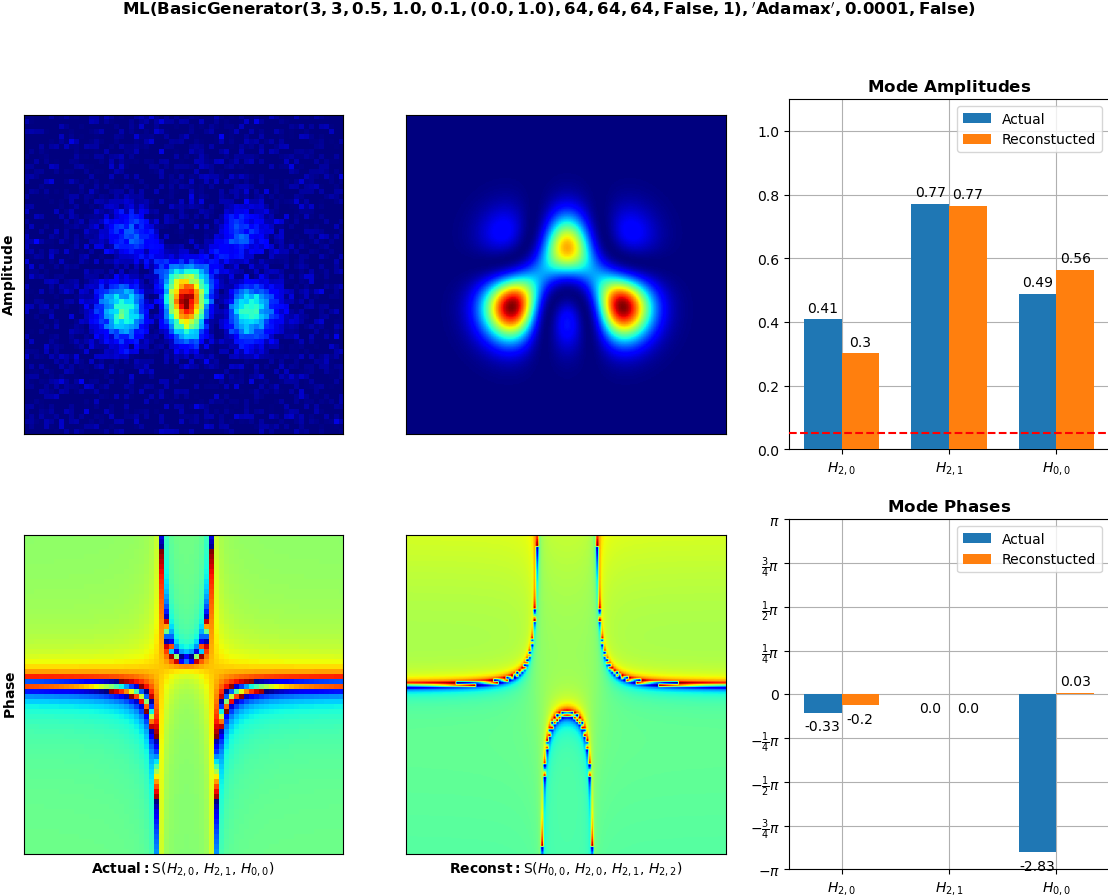 ML(BasicGenerator(3, 3, 0.5, 1.0, 0.1, (0.0, 1.0), 64, 64, 64, False, 1), ′Adamax′, 0.0001, False)
Amplitude
Mode Amplitudes
Actual
Reconstucted
1.0
0.8
0.6
0.4
0.2
0.0
0.41
0.3
0.77
0.77
0.49
0.56
H2,0
H2,1
H0,0
Phase
Actual: S(H2,0, H2,1, H0,0)
Reconst: S(H0,0, H2,0, H2,1, H2,2)
Mode Phases
Actual
Reconstucted
π
3/4π
1/2π
1/4π
0
−1/4π
−1/2π
−3/4π
−π
-0.33
-0.2
0.0
0.0
-2.83
0.03
H2,0
H2,1
H0,0